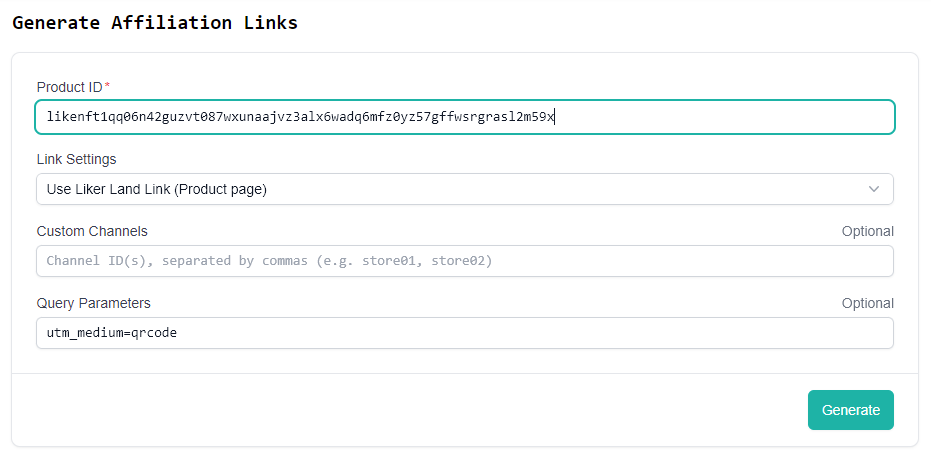 Generate Affiliation Links
Product ID*
likenft1qq06n42guzvt087wxunaajvz3alx6wadq6mfz0yz57gffwsrgrasl2m59x
Link Settings
Use Liker Land Link (Product page)
Custom Channels Optional
Channel ID(s), separated by commas (e.g. store01, store02)
Query Parameters Optional
utm_medium=qrcode
Generate